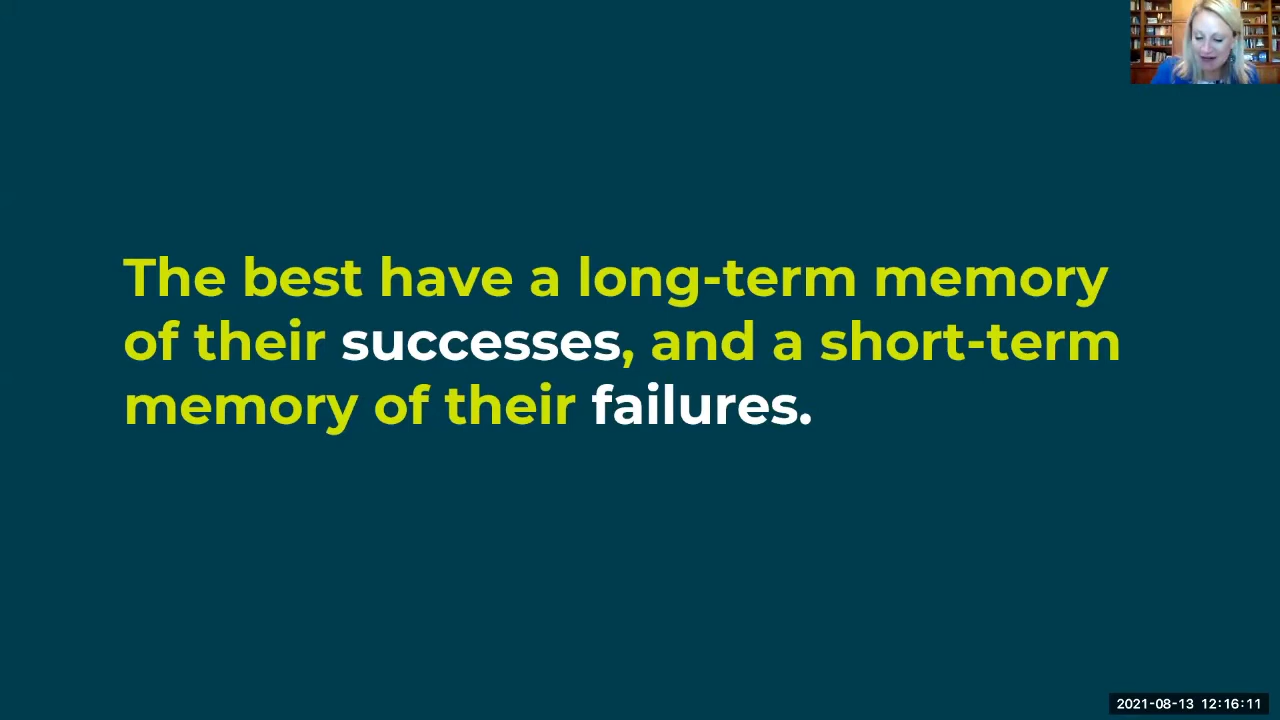 The best have a long-term memory
of their successes, and a short-term
memory of their failures.
2021-08-13 12:16:11